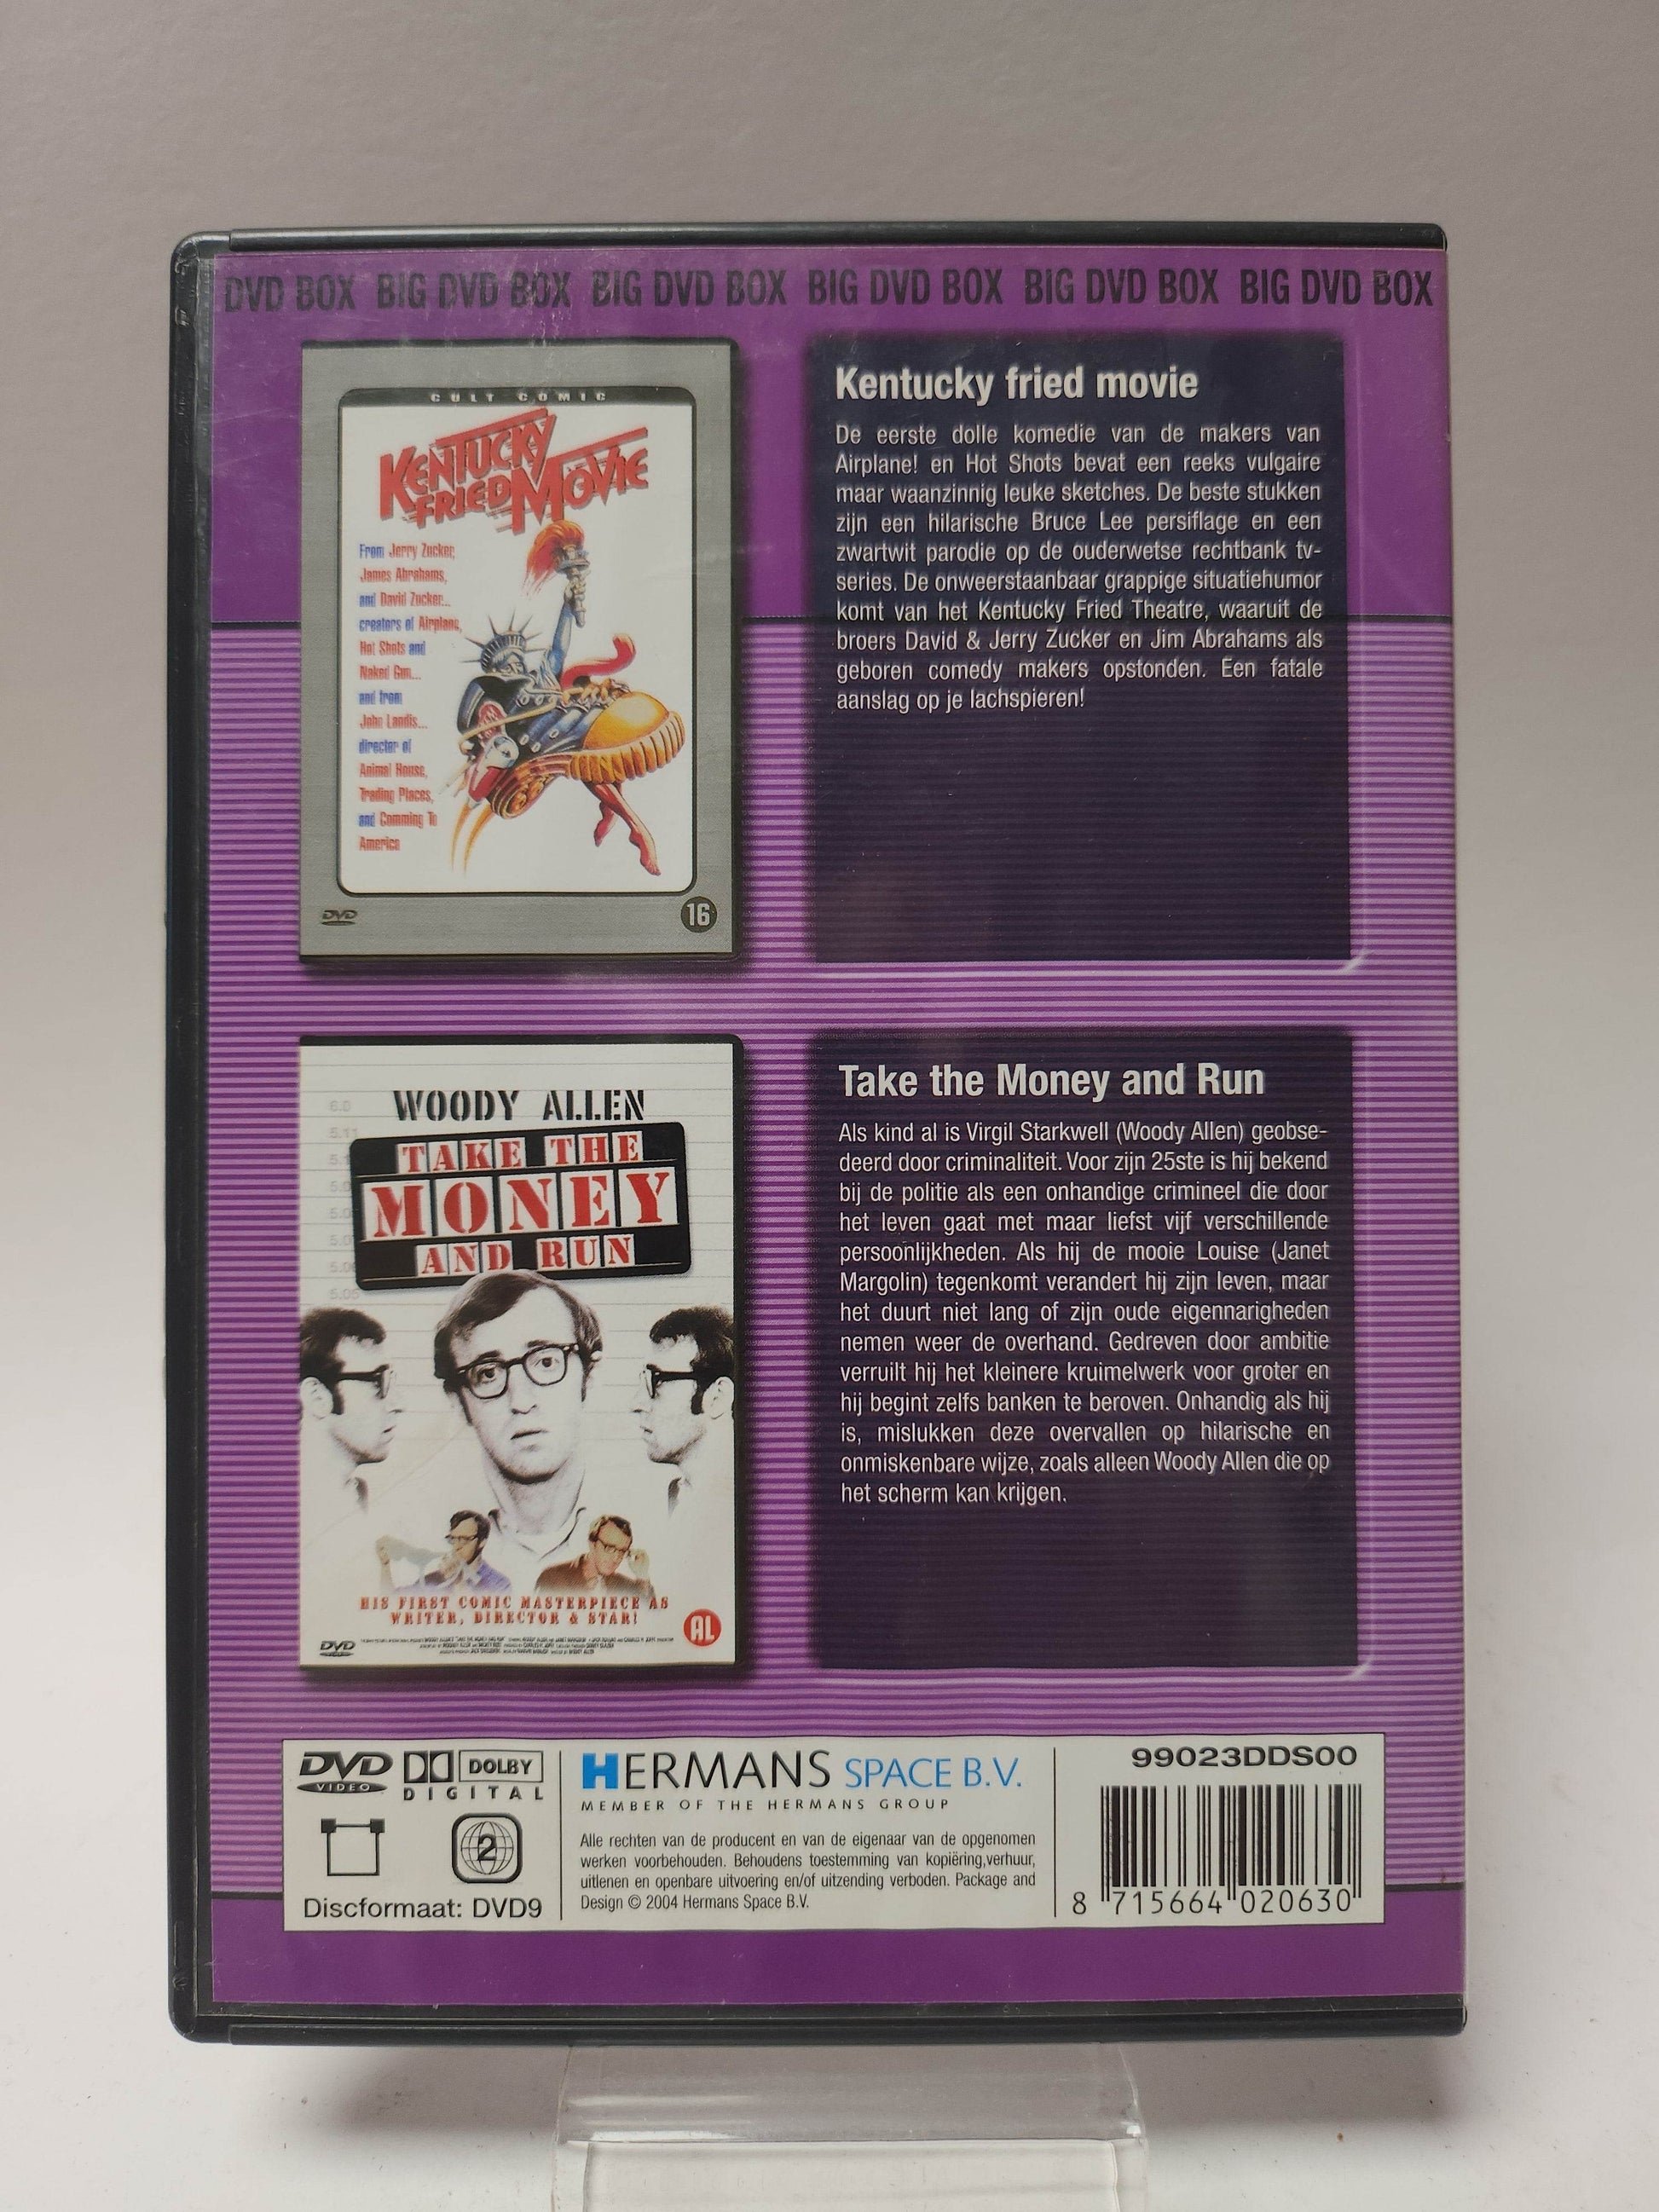 DVD BOX BIG DVD BOX BIG DVD BOX BIG DVD BOX BIG DVD BOX BIG DVD BOX
CULT COMIC
KENTUCKY
FRIED MOVIE
From Jerry Zucker,
James Abrahams,
and David Zucker...
creators of Airplane,
Hot Shots and
Naked Gun...
and from
John Landis...
director of
Animal House,
Trading Places,
and Comming To
America
DVD
16
Kentucky fried movie
De eerste dolle komedie van de makers van
Airplane! en Hot Shots bevat een reeks vulgaire
maar waanzinnig leuke sketches. De beste stukken
zijn een hilarische Bruce Lee persiflage en een
zwartwit parodie op de ouderwetse rechtbank tv-
series. De onweerstaanbaar grappige situatiehumor
komt van het Kentucky Fried Theatre, waaruit de
broers David & Jerry Zucker en Jim Abrahams als
geboren comedy makers opstonden. Een fatale
aanslag op je lachspieren!
WOODY ALLEN
TAKE THE
MONEY
AND RUN
6.0
5.11
HIS FIRST COMIC MASTERPIECE AS
WRITER, DIRECTOR & STAR!
DVD
AL
Take the Money and Run
Als kind al is Virgil Starkwell (Woody Allen) geobse-
deerd door criminaliteit. Voor zijn 25ste is hij bekend
bij de politie als een onhandige crimineel die door
het leven gaat met maar liefst vijf verschillende
persoonlijkheden. Als hij de mooie Louise (Janet
Margolin) tegenkomt verandert hij zijn leven, maar
het duurt niet lang of zijn oude eigennarigheden
nemen weer de overhand. Gedreven door ambitie
verruilt hij het kleinere kruimelwerk voor groter en
hij begint zelfs banken te beroven. Onhandig als hij
is, mislukken deze overvallen op hilarische en
onmiskenbare wijze, zoals alleen Woody Allen die op
het scherm kan krijgen.
DVD
VIDEO
DOLBY
DIGITAL
2
Discformaat: DVD9
HERMANS SPACE B.V.
MEMBER OF THE HERMANS GROUP
Alle rechten van de producent en van de eigenaar van de opgenomen
werken voorbehouden. Behoudens toestemming van kopiëring,verhuur,
uitlenen en openbare uitvoering en/of uitzending verboden. Package and
Design © 2004 Hermans Space B.V.
99023DDS00
8 715664 020630